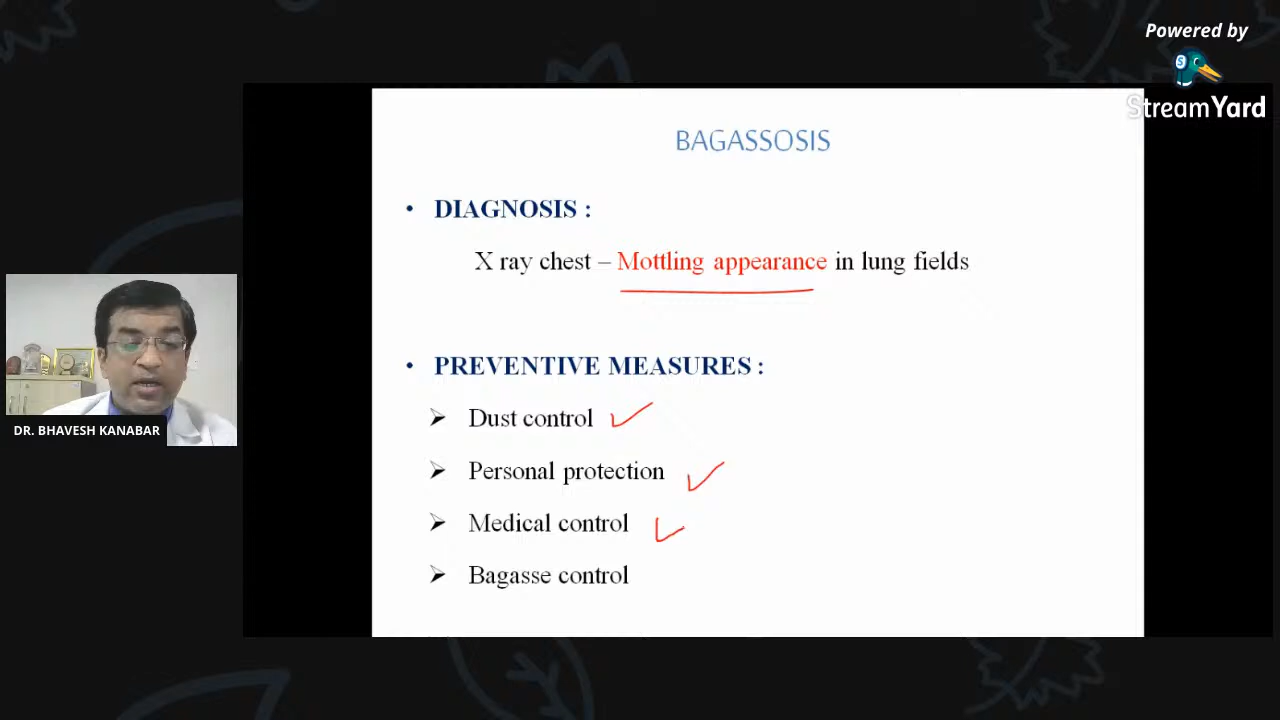 Powered by
StreamYard
BAGASSOSIS
• DIAGNOSIS :
X ray chest – Mottling appearance in lung fields
• PREVENTIVE MEASURES :
➢ Dust control
➢ Personal protection
➢ Medical control
➢ Bagasse control
DR. BHAVESH KANABAR